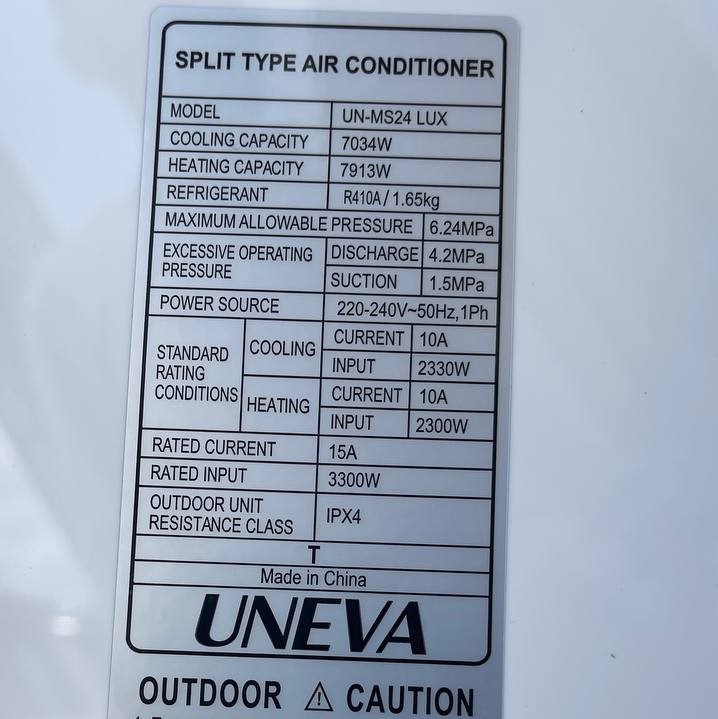 SPLIT TYPE AIR CONDITIONER
MODEL UN-MS24 LUX
COOLING CAPACITY 7034W
HEATING CAPACITY 7913W
REFRIGERANT R410A / 1.65kg
MAXIMUM ALLOWABLE PRESSURE 6.24MPa
EXCESSIVE OPERATING PRESSURE DISCHARGE 4.2MPa
SUCTION 1.5MPa
POWER SOURCE 220-240V~50Hz,1Ph
STANDARD RATING CONDITIONS COOLING CURRENT 10A
INPUT 2330W
HEATING CURRENT 10A
INPUT 2300W
RATED CURRENT 15A
RATED INPUT 3300W
OUTDOOR UNIT RESISTANCE CLASS IPX4
T
Made in China
UNEVA
OUTDOOR ⚠ CAUTION